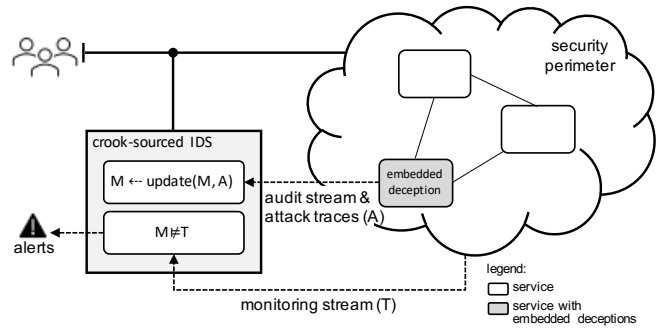 security
perimeter
crook-sourced IDS
M ⇠ update(M, A)
embedded
deception
audit stream &
attack traces (A)
M⊭T
alerts
monitoring stream (T)
legend:
service
service with
embedded deceptions